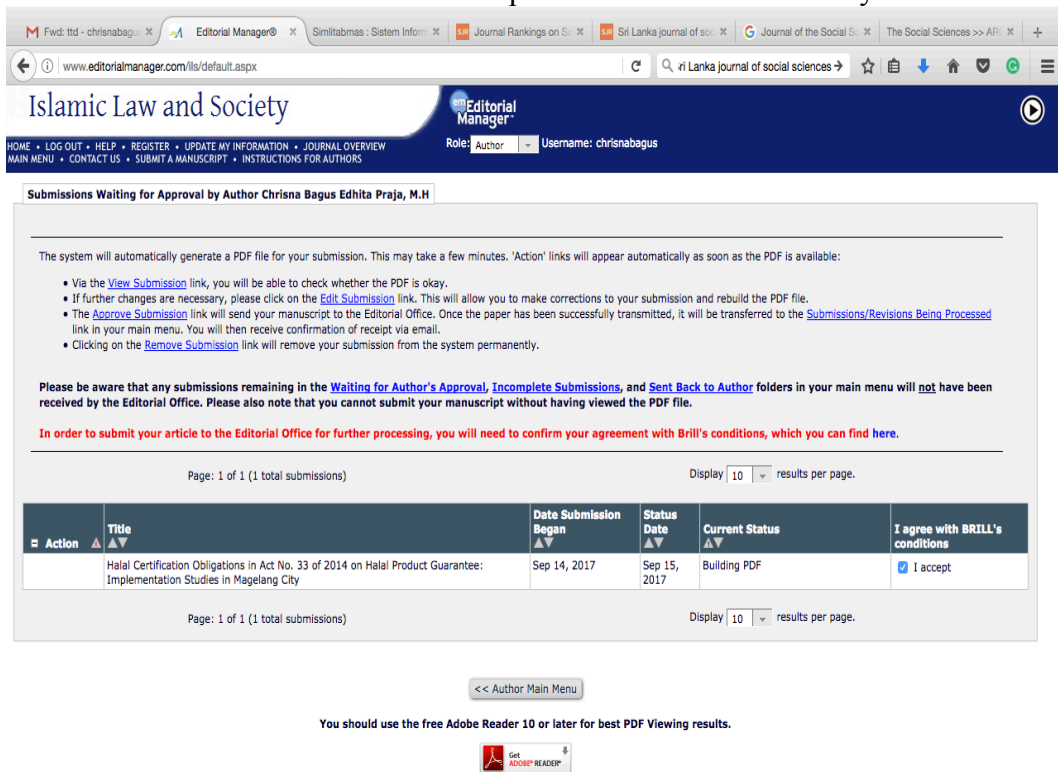 Fwd: ttd - chrisnabagu
Editorial Manager®
Simlitabmas : Sistem Inform
SJR Journal Rankings on Sc
SJR Sri Lanka journal of soc
Journal of the Social Sc
The Social Sciences >> AR
www.editorialmanager.com/ils/default.aspx
ri Lanka journal of social sciences
Islamic Law and Society
em Editorial
Manager™
Role: Author Username: chrisnabagus
HOME • LOG OUT • HELP • REGISTER • UPDATE MY INFORMATION • JOURNAL OVERVIEW
MAIN MENU • CONTACT US • SUBMIT A MANUSCRIPT • INSTRUCTIONS FOR AUTHORS
Submissions Waiting for Approval by Author Chrisna Bagus Edhita Praja, M.H
The system will automatically generate a PDF file for your submission. This may take a few minutes. 'Action' links will appear automatically as soon as the PDF is available:
• Via the View Submission link, you will be able to check whether the PDF is okay.
• If further changes are necessary, please click on the Edit Submission link. This will allow you to make corrections to your submission and rebuild the PDF file.
• The Approve Submission link will send your manuscript to the Editorial Office. Once the paper has been successfully transmitted, it will be transferred to the Submissions/Revisions Being Processed
link in your main menu. You will then receive confirmation of receipt via email.
• Clicking on the Remove Submission link will remove your submission from the system permanently.
Please be aware that any submissions remaining in the Waiting for Author's Approval, Incomplete Submissions, and Sent Back to Author folders in your main menu will not have been
received by the Editorial Office. Please also note that you cannot submit your manuscript without having viewed the PDF file.
In order to submit your article to the Editorial Office for further processing, you will need to confirm your agreement with Brill's conditions, which you can find here.
Page: 1 of 1 (1 total submissions) Display 10 results per page.
Action
Title
Date Submission
Began
Status
Date
Current Status
I agree with BRILL's
conditions
Halal Certification Obligations in Act No. 33 of 2014 on Halal Product Guarantee:
Implementation Studies in Magelang City
Sep 14, 2017
Sep 15,
2017
Building PDF
I accept
Page: 1 of 1 (1 total submissions) Display 10 results per page.
<< Author Main Menu
You should use the free Adobe Reader 10 or later for best PDF Viewing results.
Get
ADOBE® READER®